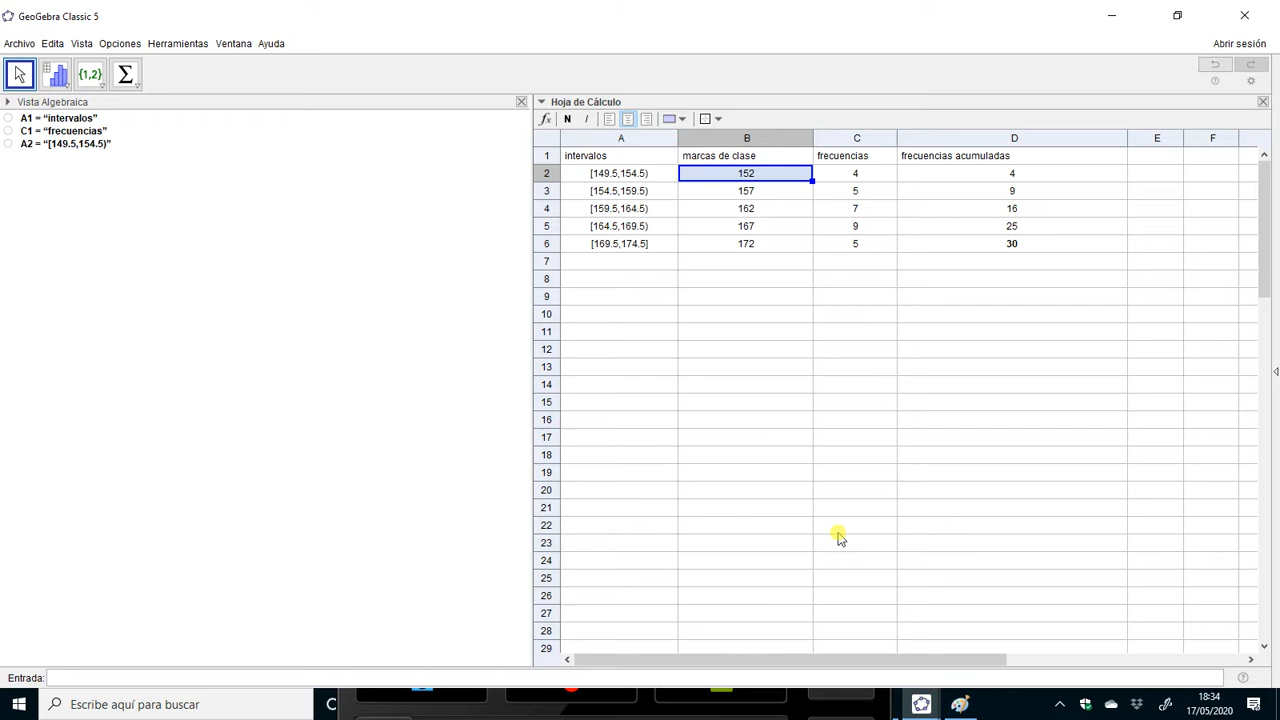 GeoGebra Classic 5
Archivo Edita Vista Opciones Herramientas Ventana Ayuda Abrir sesión
{1,2} Σ
Vista Algebraica
A1 = “intervalos”
C1 = “frecuencias”
A2 = “[149.5,154.5)”
Hoja de Cálculo
fx N I
A B C D E F
1 intervalos marcas de clase frecuencias frecuencias acumuladas
2 [149.5,154.5) 152 4 4
3 [154.5,159.5) 157 5 9
4 [159.5,164.5) 162 7 16
5 [164.5,169.5) 167 9 25
6 [169.5,174.5] 172 5 30
7
8
9
10
11
12
13
14
15
16
17
18
19
20
21
22
23
24
25
26
27
28
29
Entrada:
Escribe aquí para buscar
18:34
17/05/2020